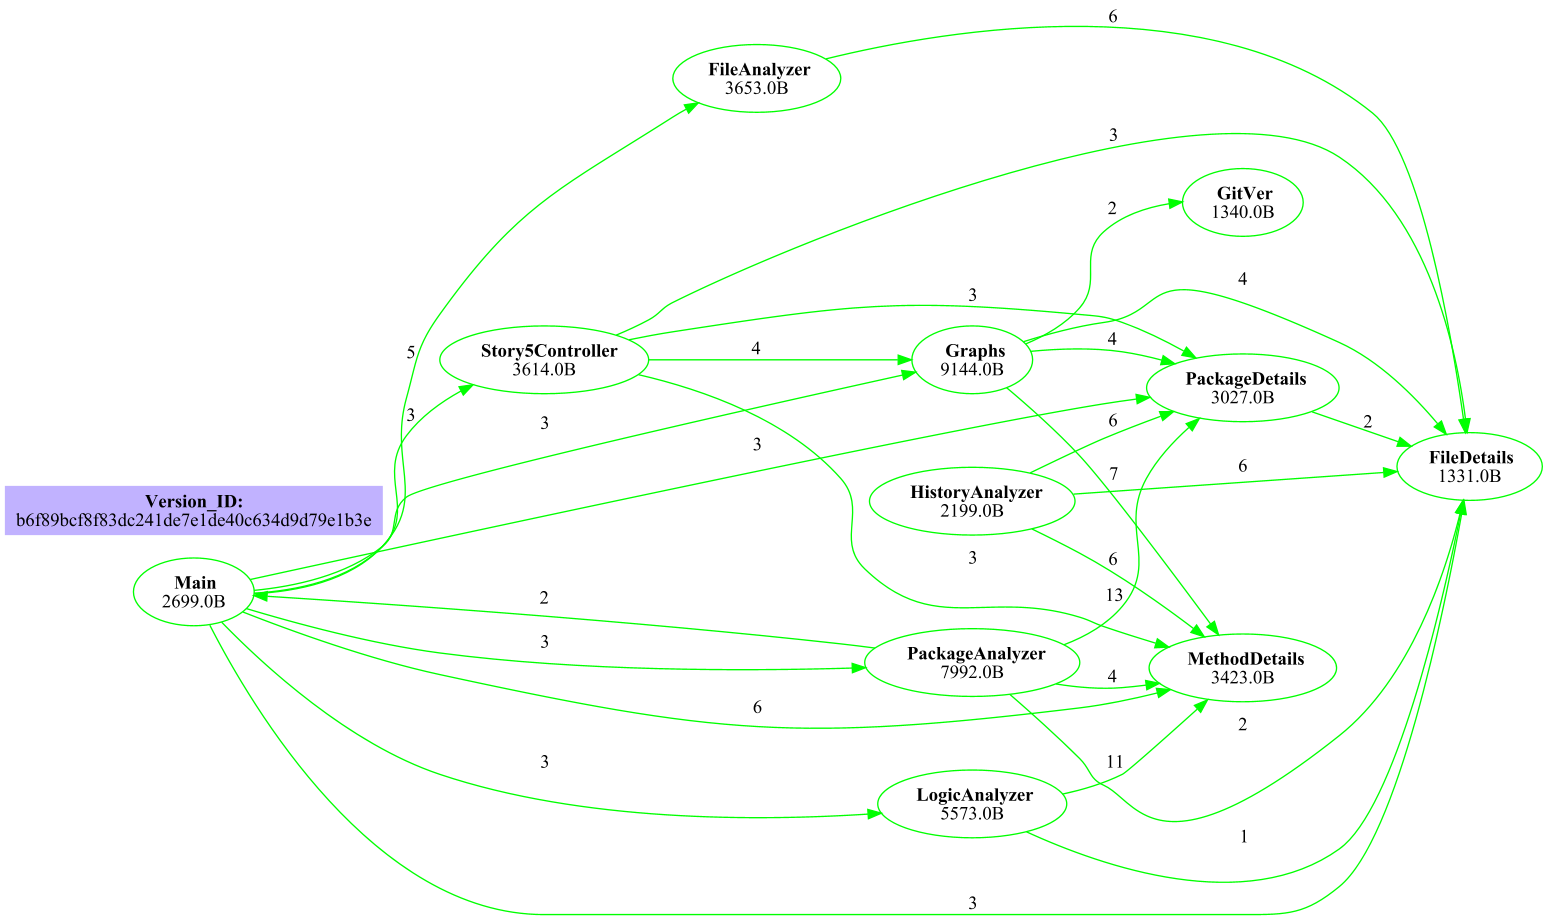 6
FileAnalyzer
3653.0B
3
GitVer
1340.0B
2
4
3
5
Story5Controller
3614.0B
4
Graphs
9144.0B
4
PackageDetails
3027.0B
3
3
3
6
2
FileDetails
1331.0B
6
7
HistoryAnalyzer
2199.0B
Version_ID:
b6f89bcf8f83dc241de7e1de40c634d9d79e1b3e
3
6
Main
2699.0B
2
13
3
PackageAnalyzer
7992.0B
4
MethodDetails
3423.0B
6
2
3
11
LogicAnalyzer
5573.0B
1
3